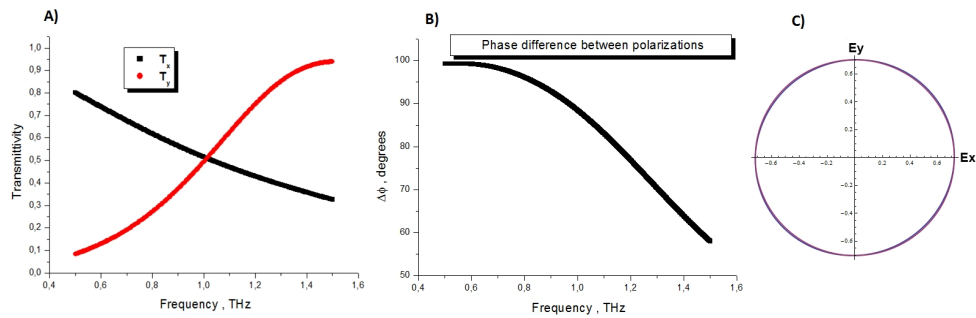 A)
1,0
0,9
0,8
0,7
0,6
0,5
0,4
0,3
0,2
0,1
0,0
Transmittivity
Tx
Ty
0,4 0,6 0,8 1,0 1,2 1,4 1,6
Frequency , THz
B)
Phase difference between polarizations
100
90
80
70
60
50
Δϕ , degrees
0,4 0,6 0,8 1,0 1,2 1,4 1,6
Frequency , THz
C)
Ey
0.6
0.4
0.2
-0.6 -0.4 -0.2 0.2 0.4 0.6
Ex
-0.2
-0.4
-0.6